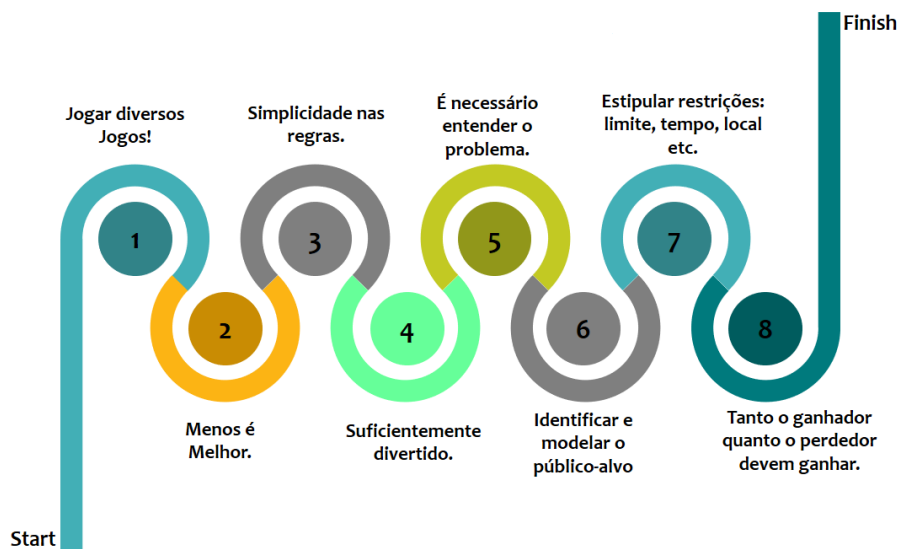 Start
Jogar diversos
Jogos!
1
2
Menos é
Melhor.
Simplicidade nas
regras.
3
4
Suficientemente
divertido.
É necessário
entender o
problema.
5
6
Identificar e
modelar o
público-alvo
Estipular restrições:
limite, tempo, local
etc.
7
8
Tanto o ganhador
quanto o perdedor
devem ganhar.
Finish